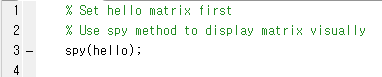 1 % Set hello matrix first
2 % Use spy method to display matrix visually
3 – spy(hello);
4